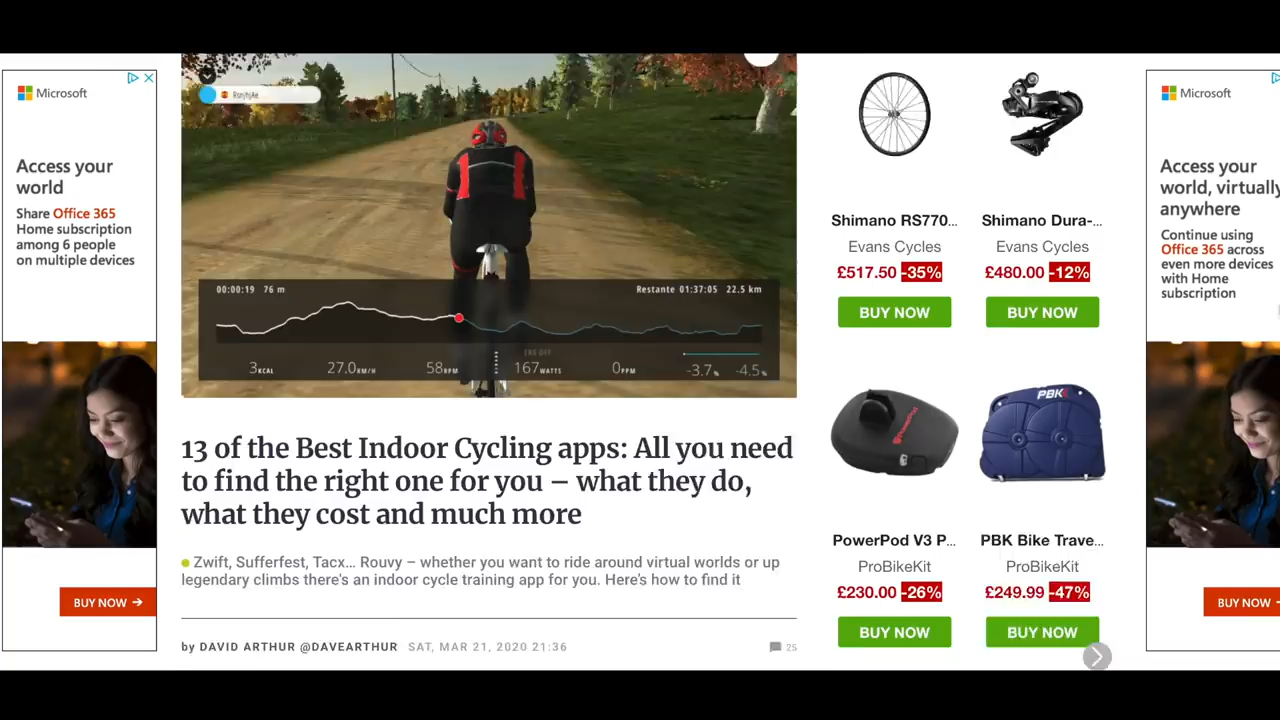 Microsoft
Access your
world
Share Office 365
Home subscription
among 6 people
on multiple devices
BUY NOW →
00:00:19 76 m
Restante 01:37:05 22.5 km
3KCAL
27.0KM/H
58RPM
ERG OFF
167WATTS
0PPM
-3.7%
-4.5%
13 of the Best Indoor Cycling apps: All you need
to find the right one for you – what they do,
what they cost and much more
Zwift, Sufferfest, Tacx... Rouvy – whether you want to ride around virtual worlds or up
legendary climbs there's an indoor cycle training app for you. Here's how to find it
by DAVID ARTHUR @DAVEARTHUR SAT, MAR 21, 2020 21:36
25
Shimano RS770...
Evans Cycles
£517.50 -35%
BUY NOW
Shimano Dura-...
Evans Cycles
£480.00 -12%
BUY NOW
PowerPod
PBK
PowerPod V3 P...
ProBikeKit
£230.00 -26%
BUY NOW
PBK Bike Trave...
ProBikeKit
£249.99 -47%
BUY NOW
Microsoft
Access your
world, virtually
anywhere
Continue using
Office 365 across
even more devices
with Home
subscription
BUY NOW